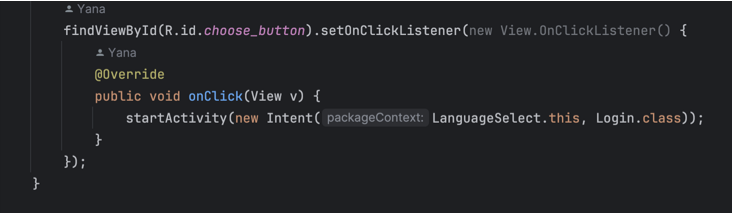 Yana
findViewById(R.id.choose_button).setOnClickListener(new View.OnClickListener() {
Yana
@Override
public void onClick(View v) {
startActivity(new Intent( packageContext: LanguageSelect.this, Login.class));
}
});
}